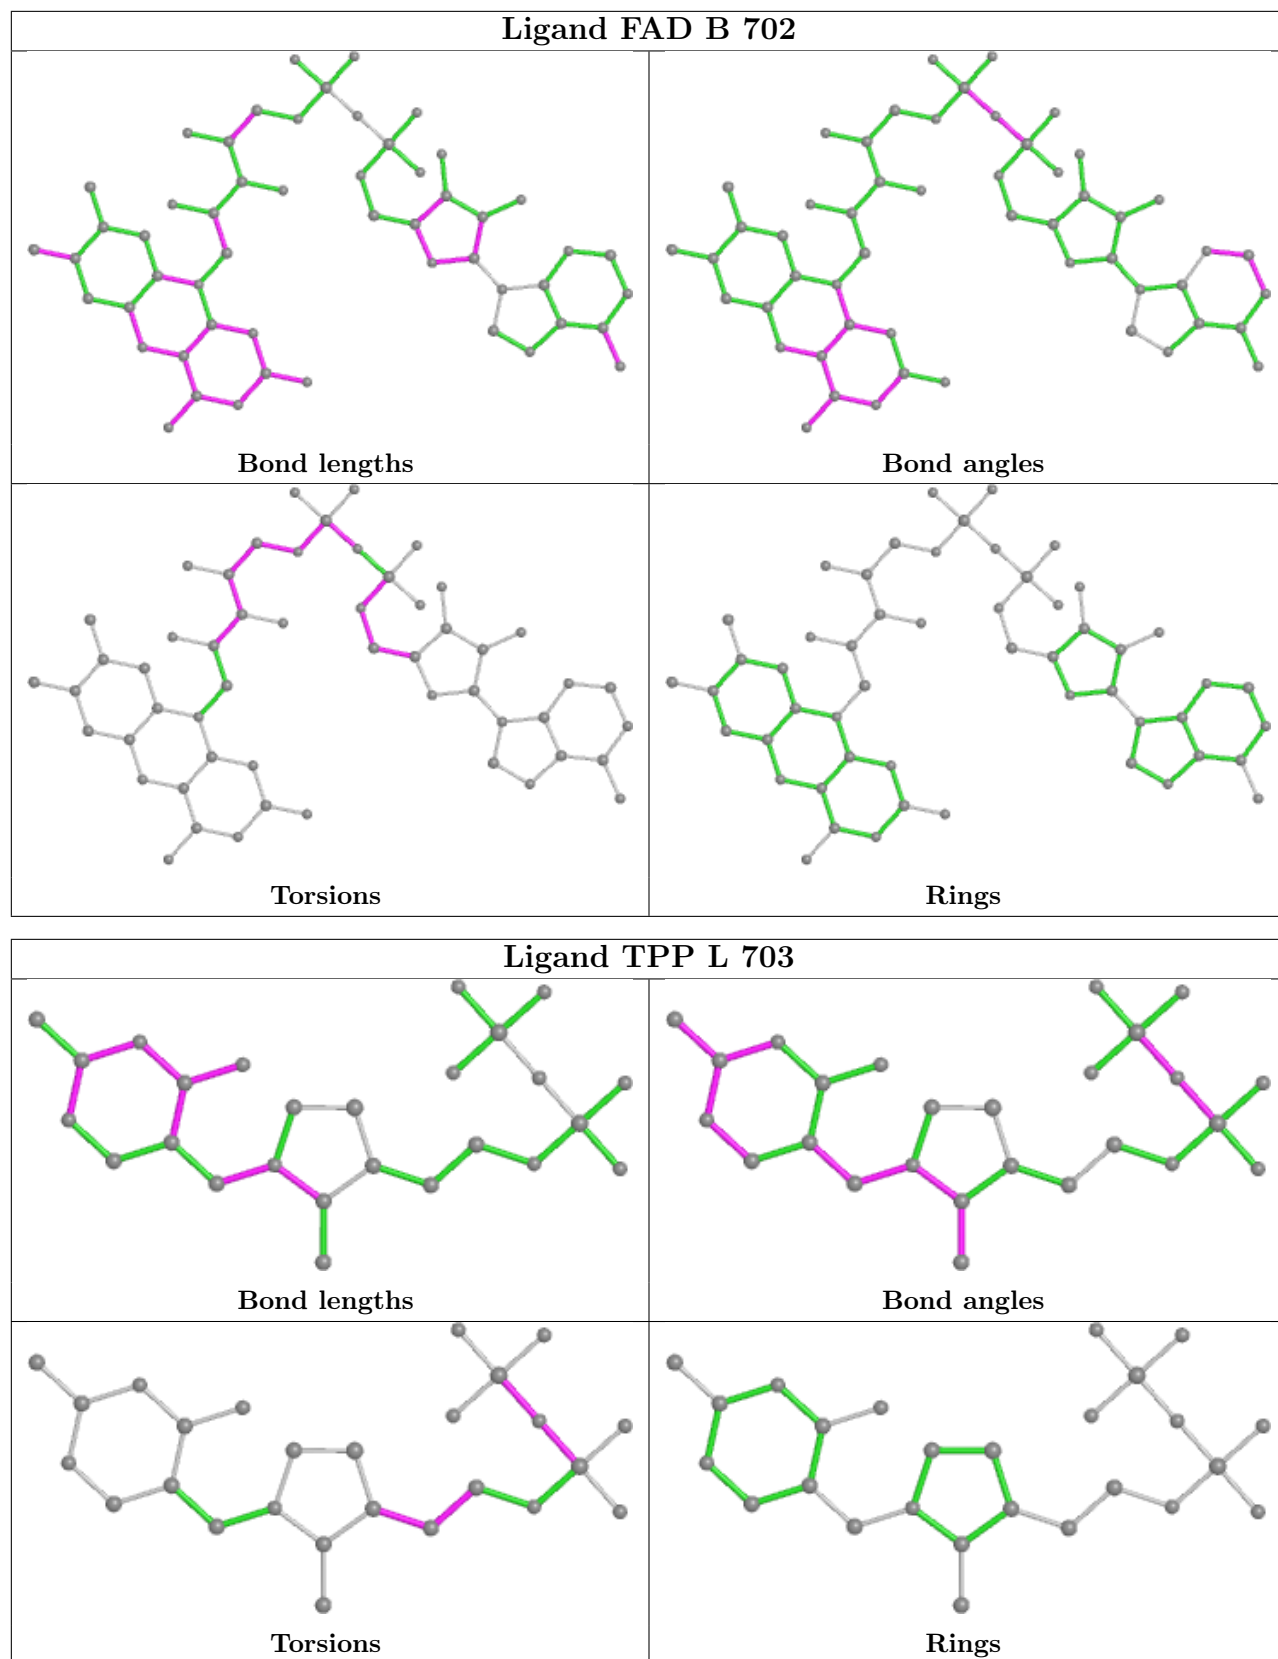 Ligand FAD B 702
Bond lengths
Bond angles
Torsions
Rings
Ligand TPP L 703
Bond lengths
Bond angles
Torsions
Rings